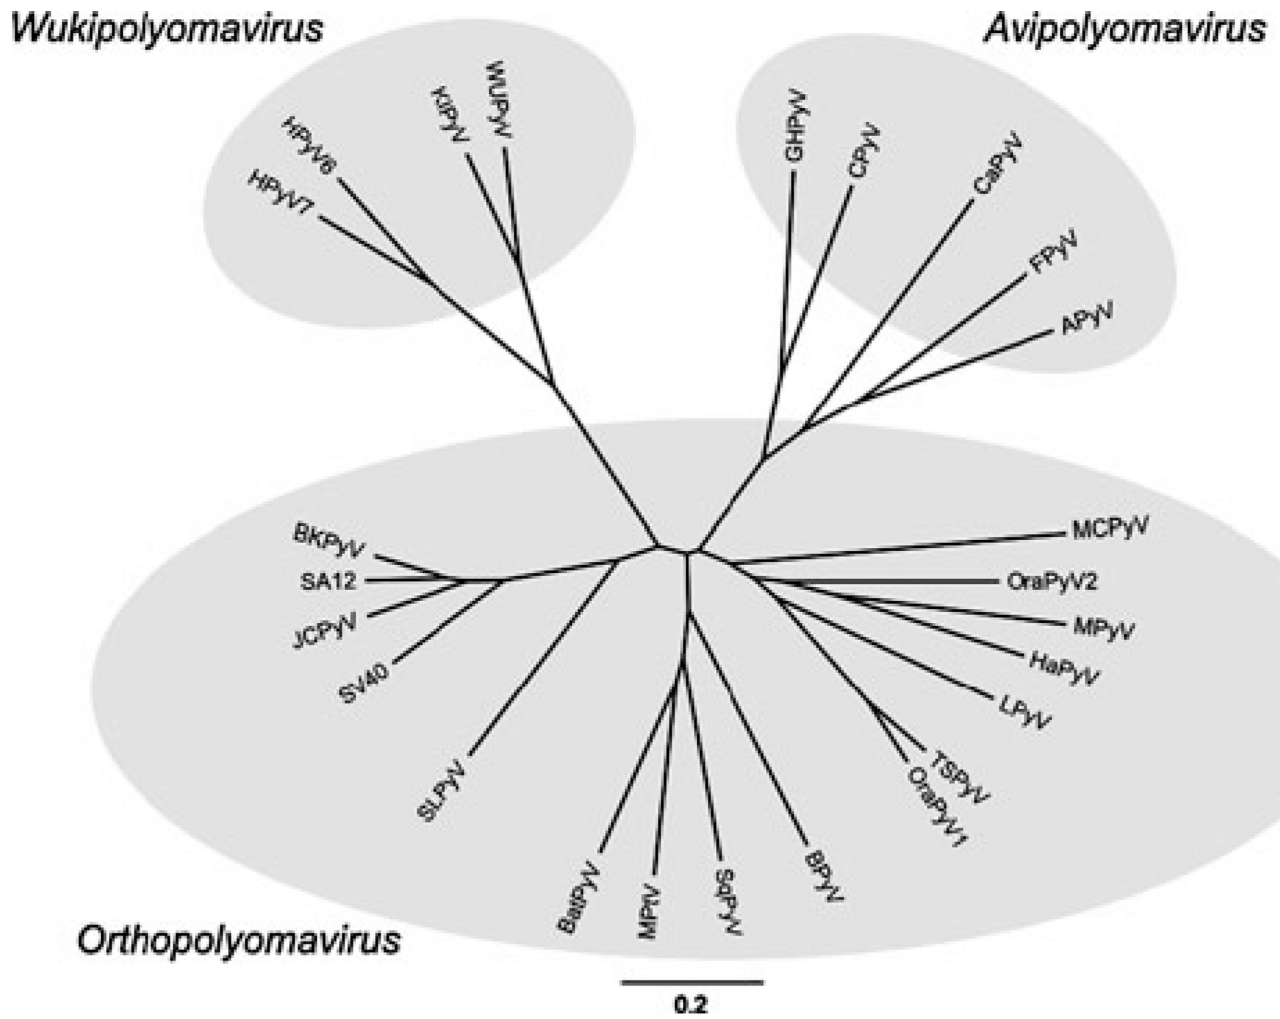 Wukipolyomavirus
Avipolyomavirus
HPyV7
HPyV6
KIPyV
WUPyV
GHPyV
CPyV
CaPyV
FPyV
APyV
BKPyV
SA12
JCPyV
SV40
SLPyV
BatPyV
MPtV
SqPyV
BPyV
OraPyV1
TSPyV
LPyV
HaPyV
MPyV
OraPyV2
MCPyV
Orthopolyomavirus
0.2